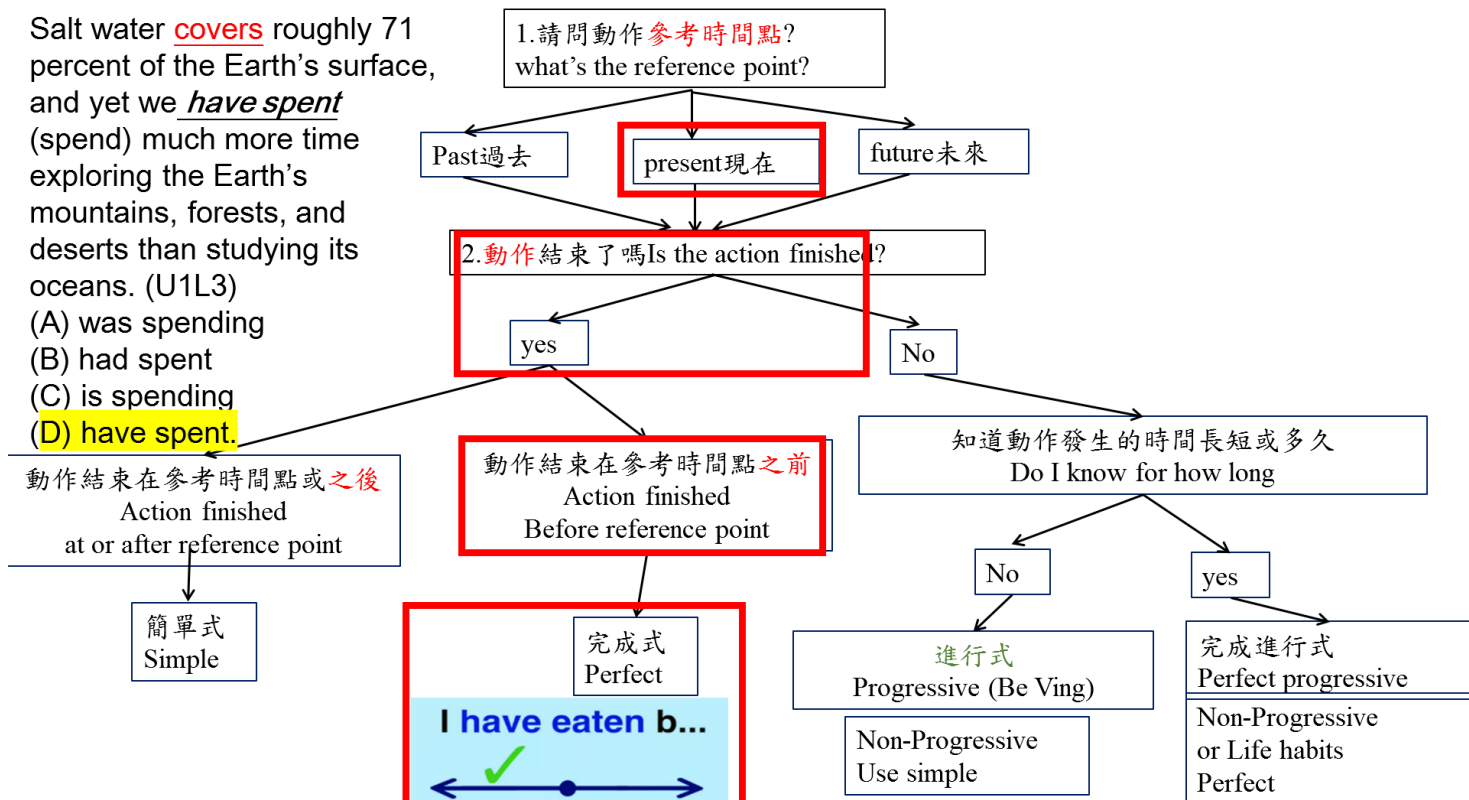 Salt water covers roughly 71
percent of the Earth's surface,
and yet we have spent
(spend) much more time
exploring the Earth's
mountains, forests, and
deserts than studying its
oceans. (U1L3)
(A) was spending
(B) had spent
(C) is spending
(D) have spent.
1.請問動作參考時間點?
what's the reference point?
Past過去
present現在
future未來
2.動作結束了嗎Is the action finished?
yes
No
動作結束在參考時間點或之後
Action finished
at or after reference point
動作結束在參考時間點之前
Action finished
Before reference point
知道動作發生的時間長短或多久
Do I know for how long
No
yes
簡單式
Simple
完成式
Perfect
進行式
Progressive (Be Ving)
Non-Progressive
Use simple
完成進行式
Perfect progressive
Non-Progressive
or Life habits
Perfect
I have eaten b...